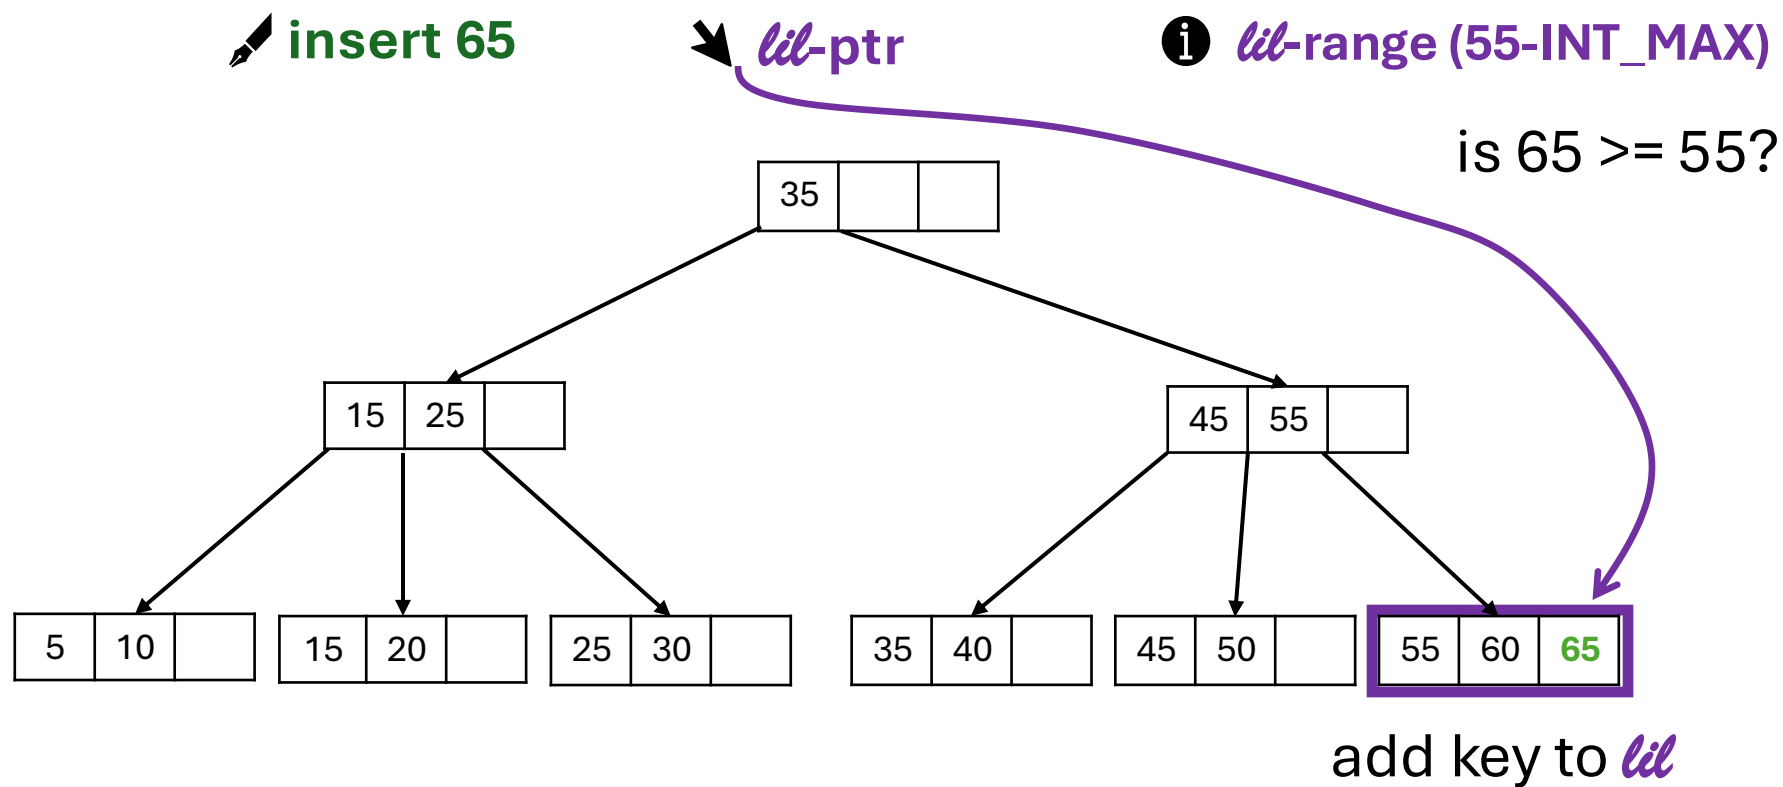 insert 65
lil-ptr
lil-range (55-INT_MAX)
is 65 >= 55?
35
15 25
45 55
5 10
15 20
25 30
35 40
45 50
55 60 65
add key to lil